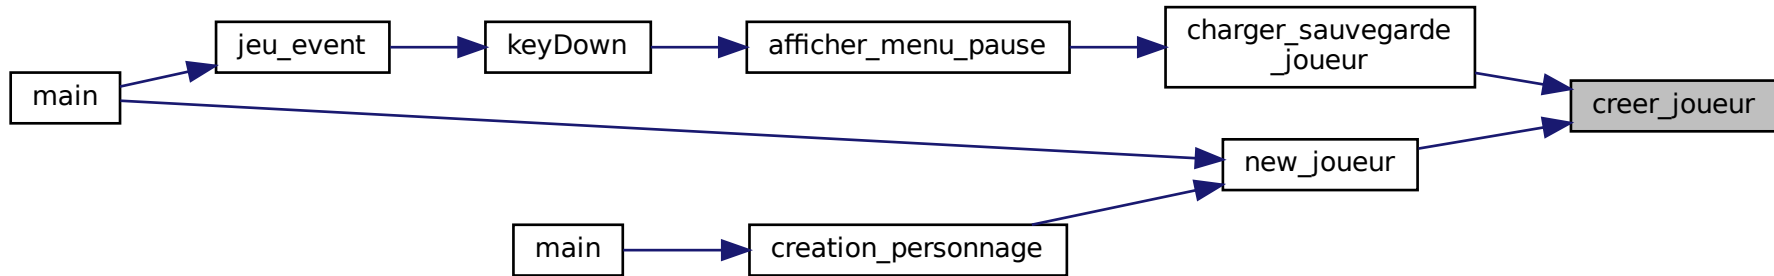 main
jeu_event
keyDown
afficher_menu_pause
charger_sauvegarde
_joueur
creer_joueur
new_joueur
main
creation_personnage